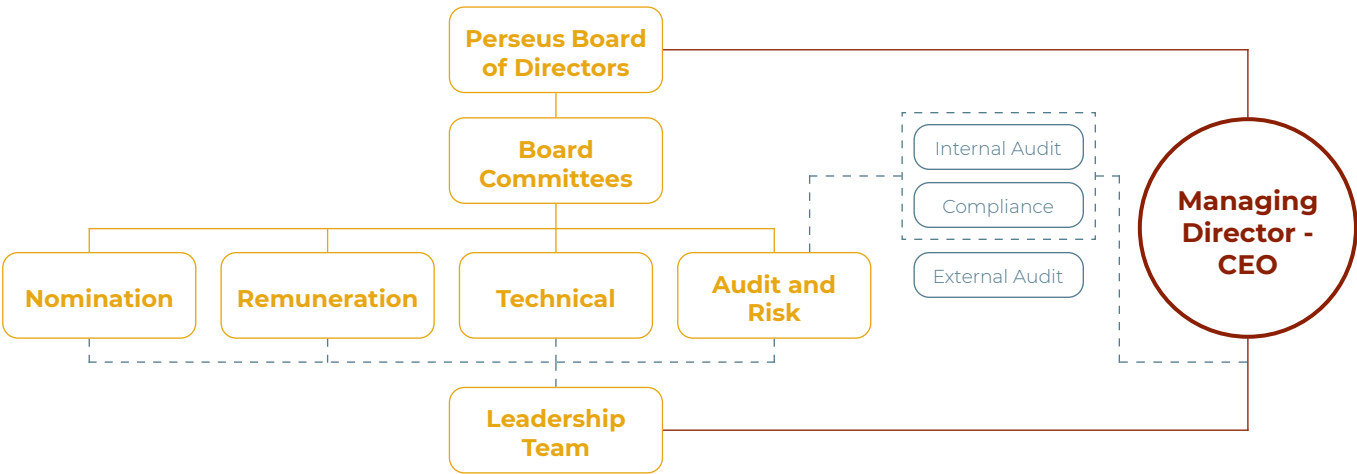 Perseus Board
of Directors
Board
Committees
Internal Audit
Compliance
External Audit
Managing
Director -
CEO
Nomination
Remuneration
Technical
Audit and
Risk
Leadership
Team